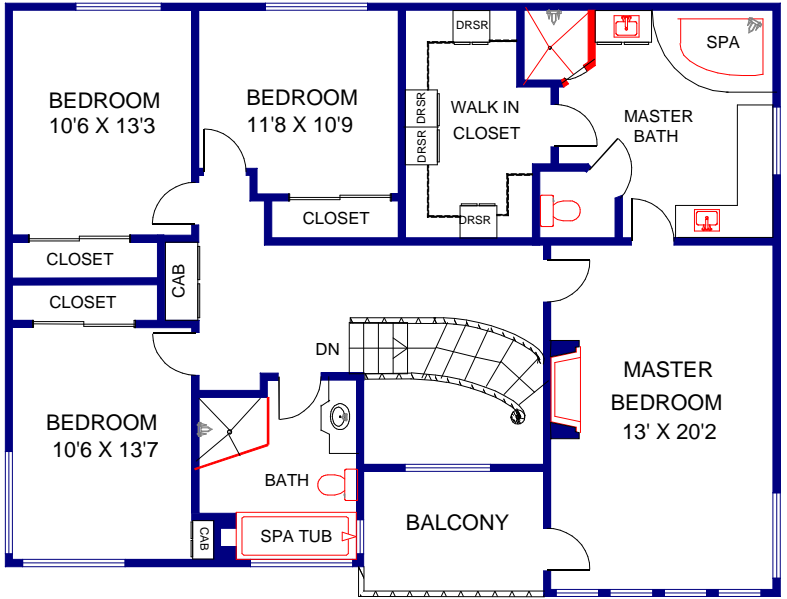 DRSR
SPA
BEDROOM
10'6 X 13'3
BEDROOM
11'8 X 10'9
DRSR
DRSR
WALK IN
CLOSET
MASTER
BATH
CLOSET
DRSR
CLOSET
CAB
CLOSET
DN
MASTER
BEDROOM
13' X 20'2
BEDROOM
10'6 X 13'7
BATH
BALCONY
CAB
SPA TUB